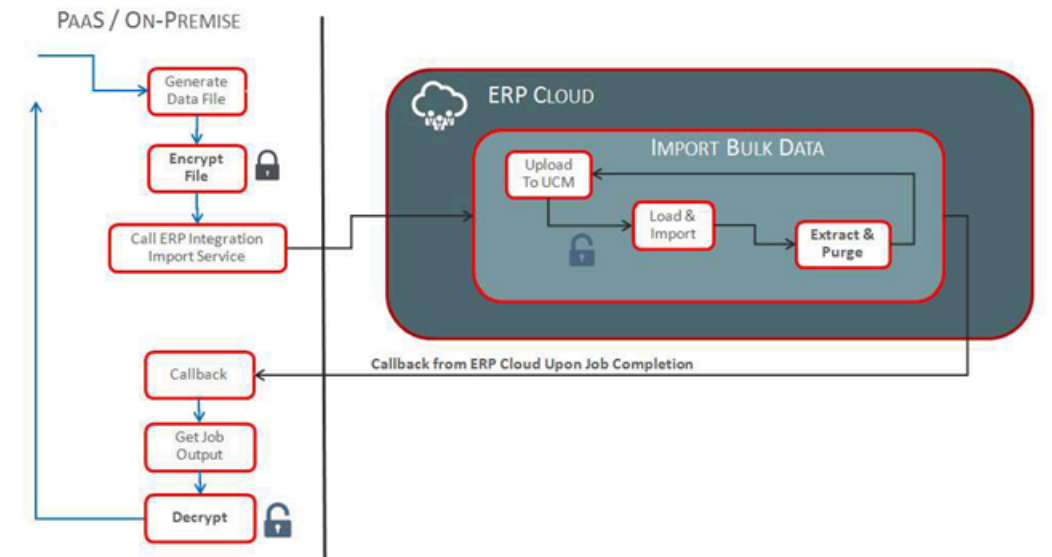 PAAS / ON-PREMISE
Generate
Data File
Encrypt
File
Call ERP Integration
Import Service
ERP CLOUD
IMPORT BULK DATA
Upload
To UCM
Load &
Import
Extract &
Purge
Callback from ERP Cloud Upon Job Completion
Callback
Get Job
Output
Decrypt